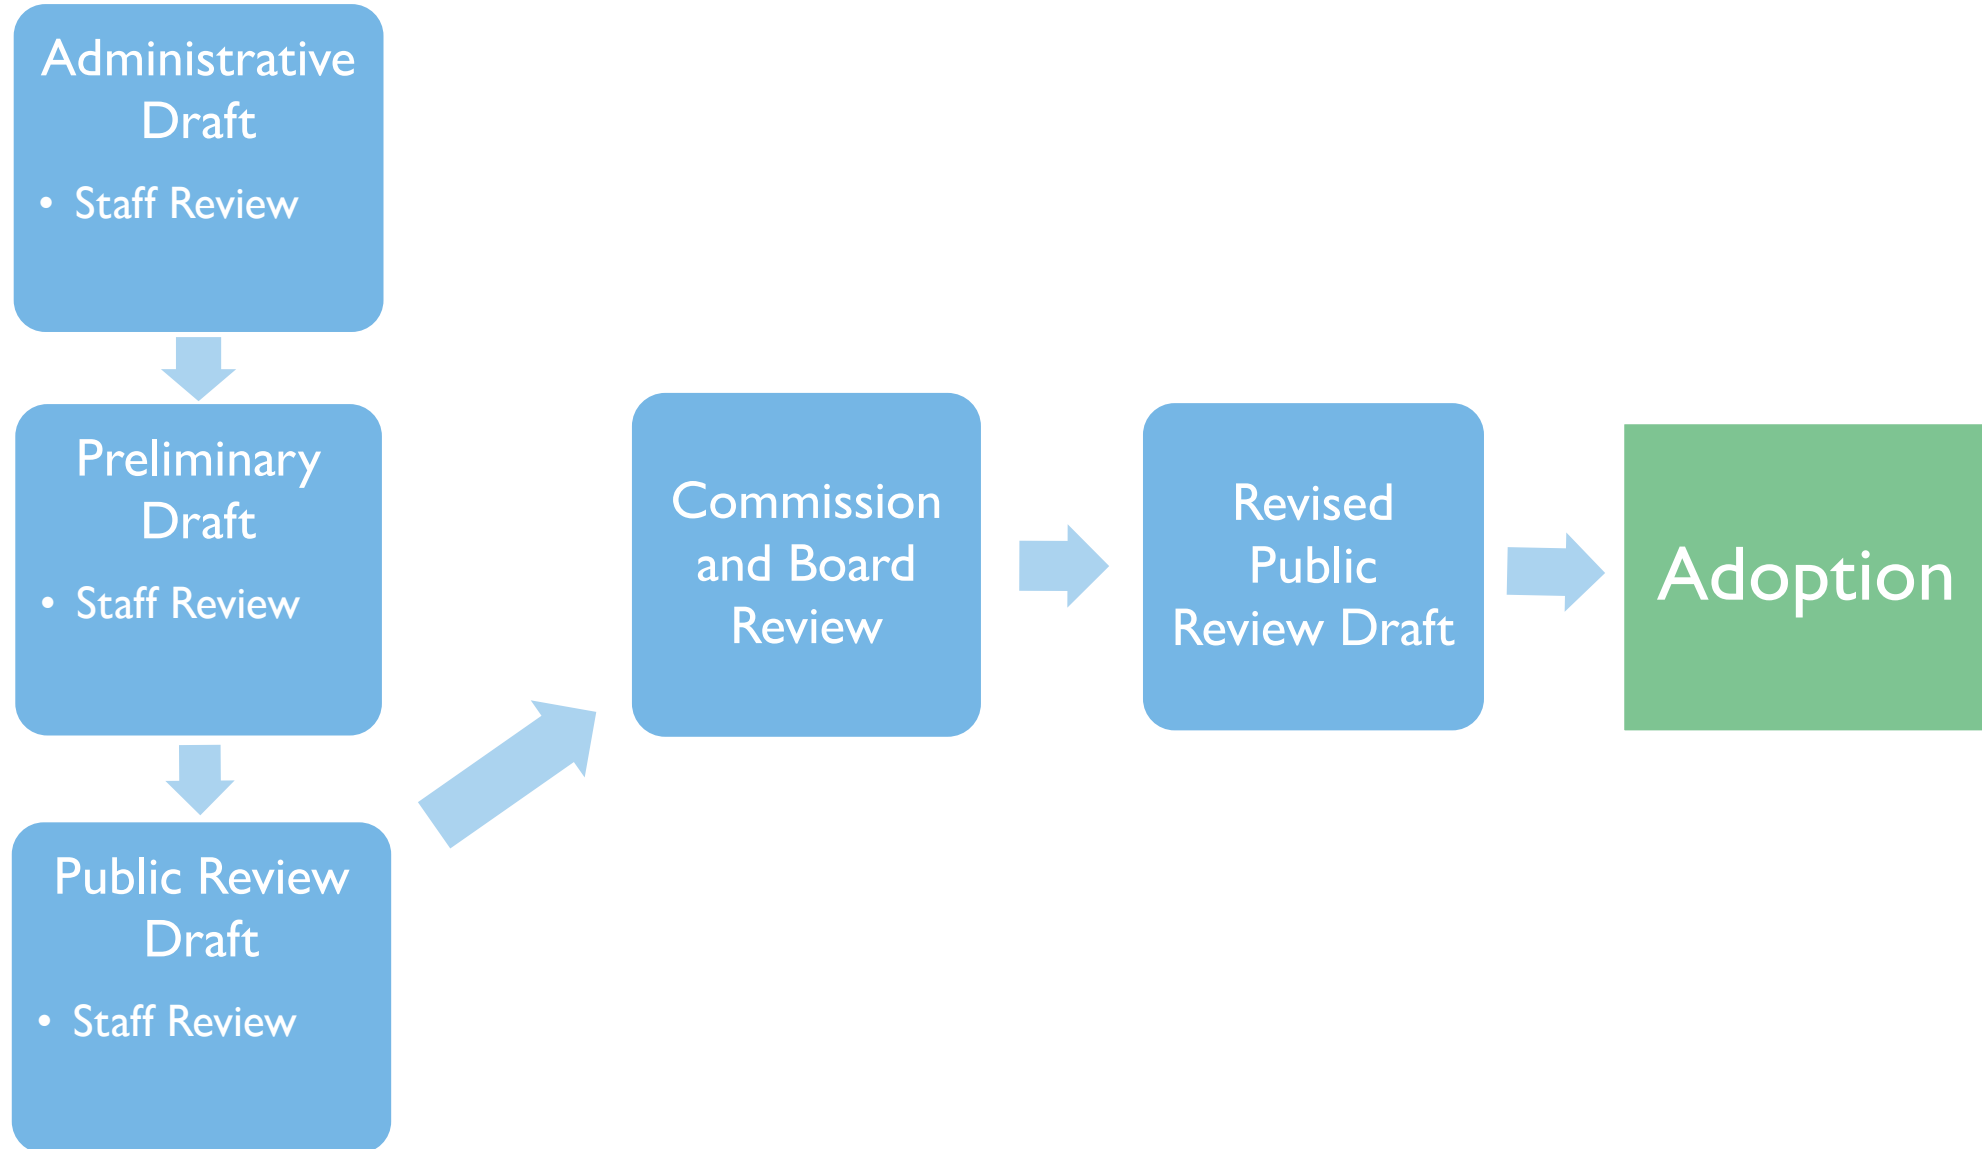 Administrative
Draft
• Staff Review
Preliminary
Draft
• Staff Review
Public Review
Draft
• Staff Review
Commission
and Board
Review
Revised
Public
Review Draft
Adoption